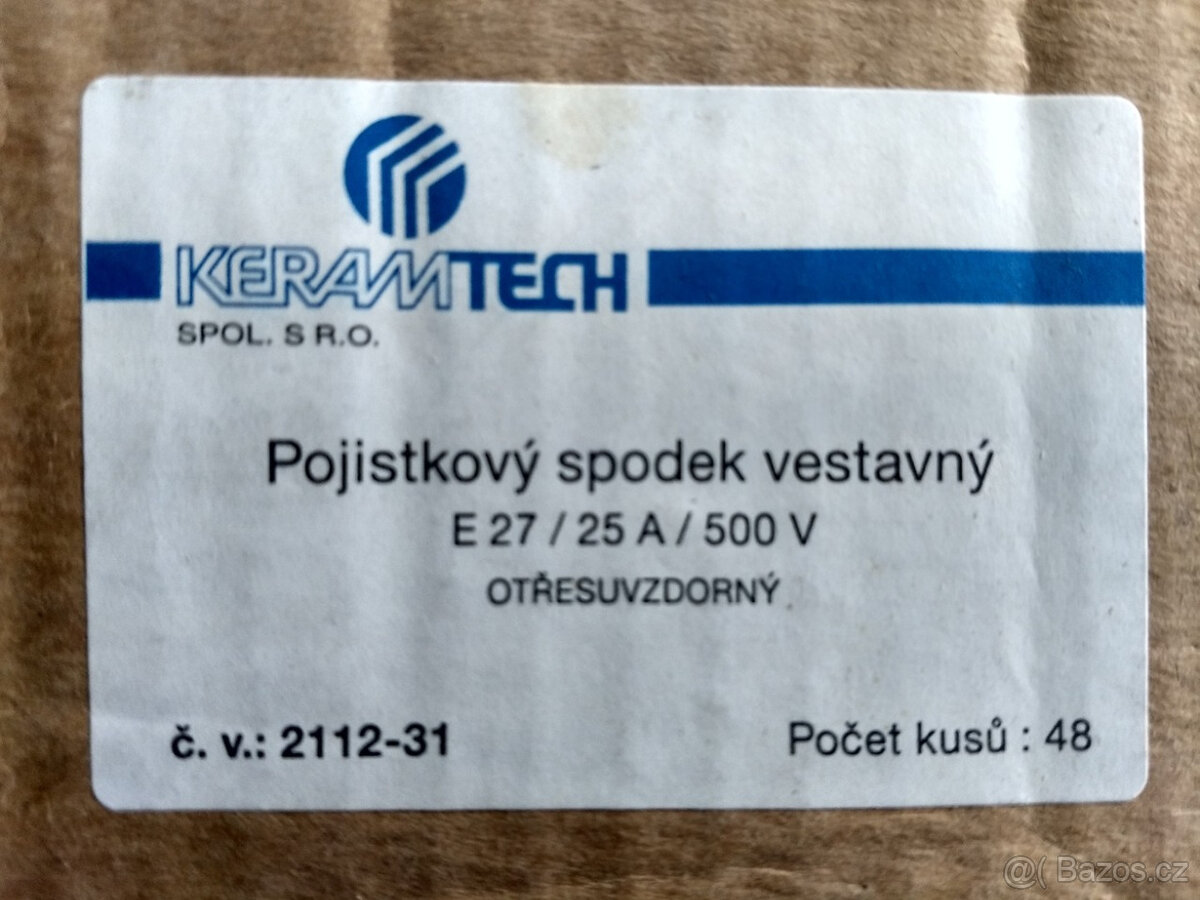 KERAMTECH
SPOL. S R.O.
Pojistkový spodek vestavný
E 27 / 25 A / 500 V
OTŘESUVZDORNÝ
č. v.: 2112-31
Počet kusů : 48
@( Bazos.cz